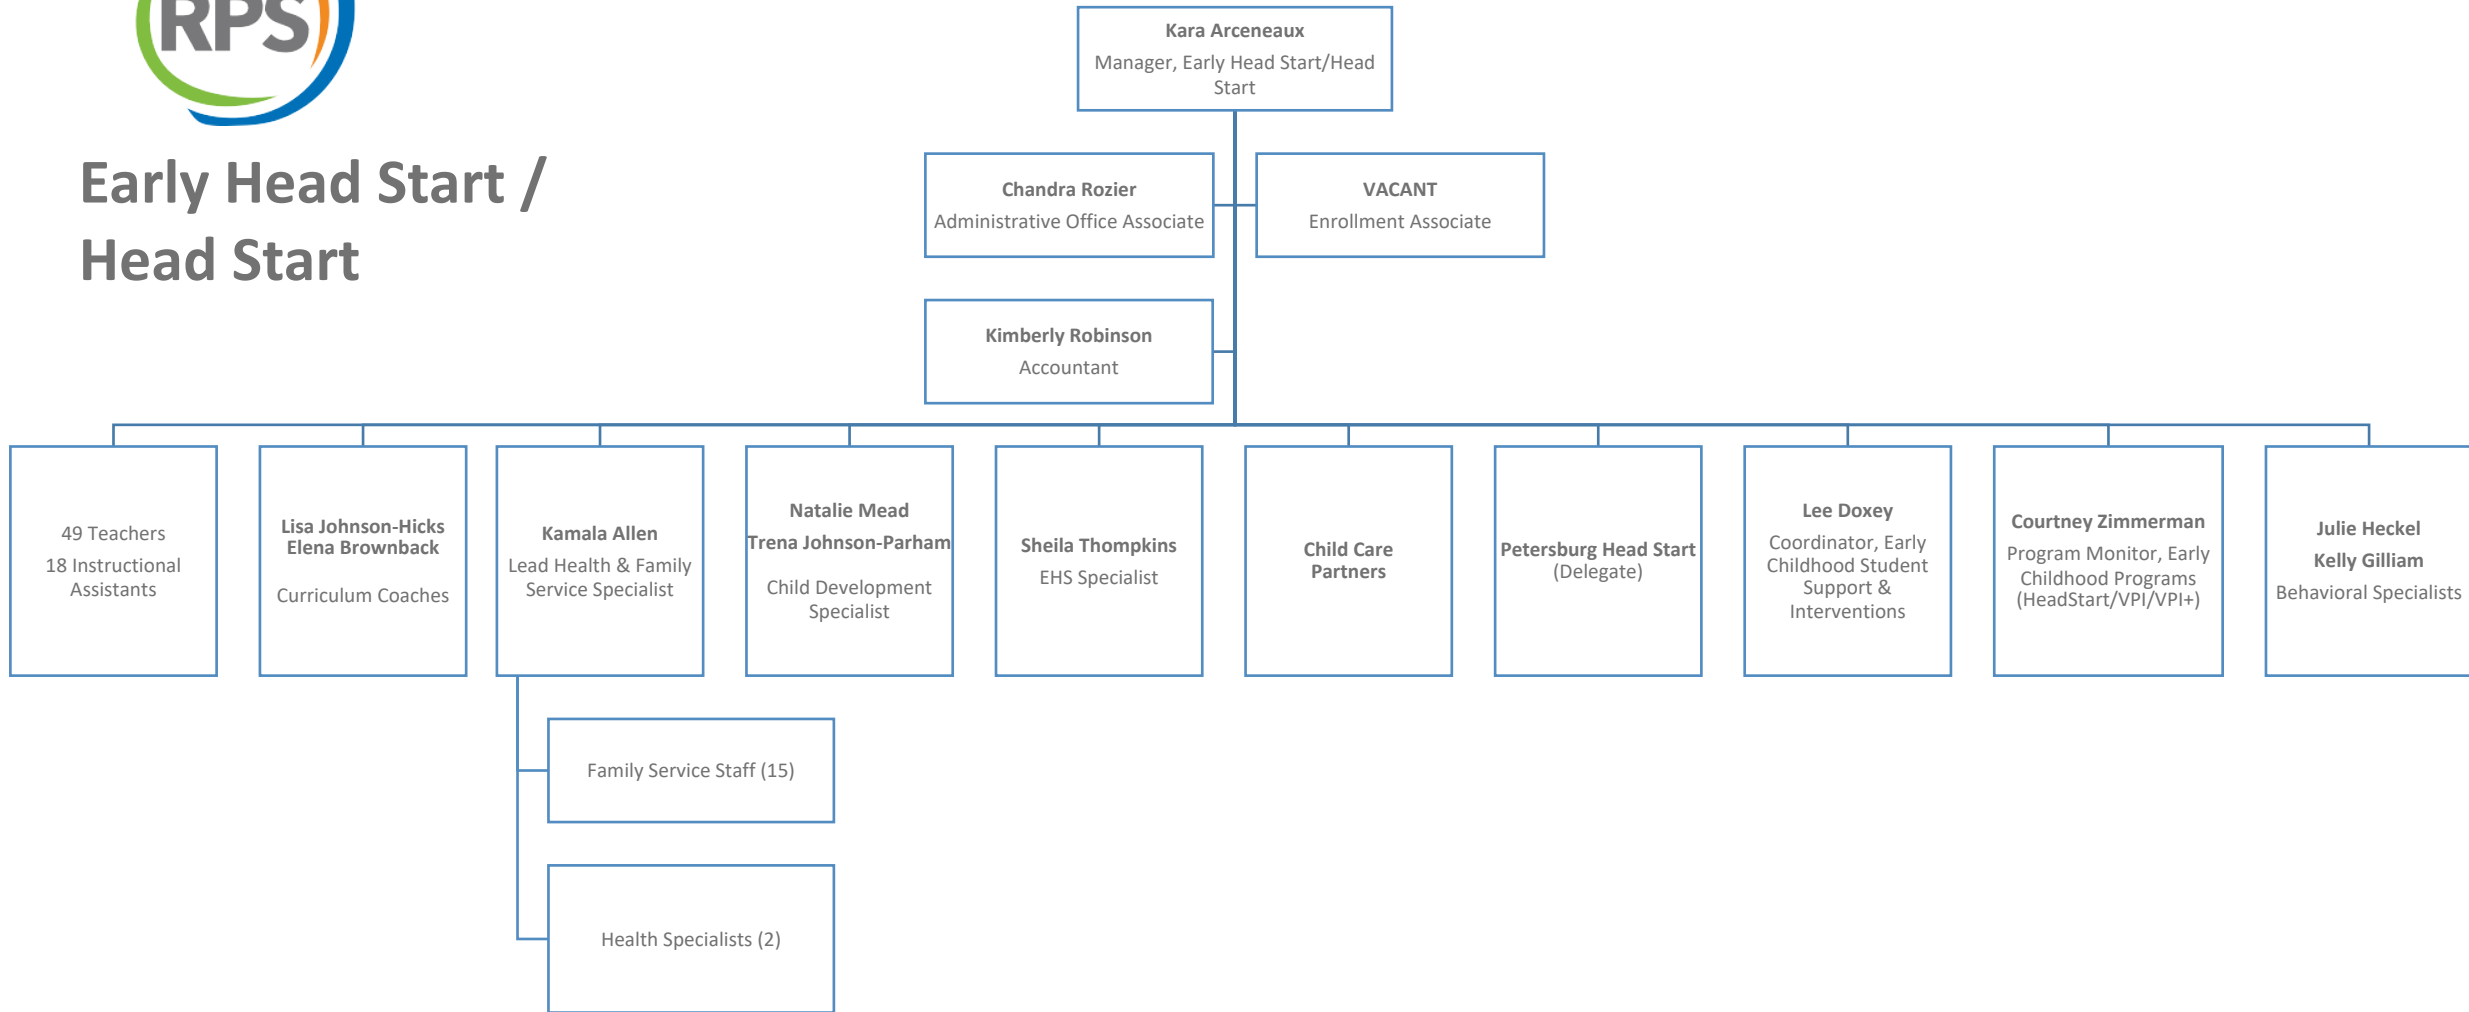 RPS
Early Head Start /
Head Start
Kara Arceneaux
Manager, Early Head Start/Head
Start
Chandra Rozier
Administrative Office Associate
VACANT
Enrollment Associate
Kimberly Robinson
Accountant
49 Teachers
18 Instructional
Assistants
Lisa Johnson-Hicks
Elena Brownback
Curriculum Coaches
Kamala Allen
Lead Health & Family
Service Specialist
Natalie Mead
Trena Johnson-Parham
Child Development
Specialist
Sheila Thompkins
EHS Specialist
Child Care
Partners
Petersburg Head Start
(Delegate)
Lee Doxey
Coordinator, Early
Childhood Student
Support &
Interventions
Courtney Zimmerman
Program Monitor, Early
Childhood Programs
(HeadStart/VPI/VPI+)
Julie Heckel
Kelly Gilliam
Behavioral Specialists
Family Service Staff (15)
Health Specialists (2)